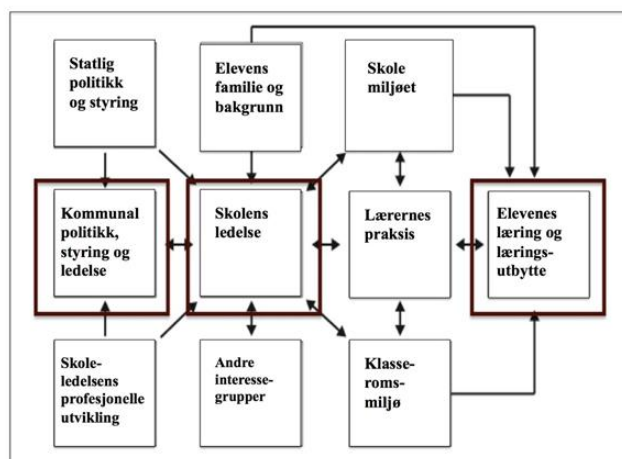 Statlig
politikk
og styring
Elevens
familie og
bakgrunn
Skole
miljøet
Kommunal
politikk,
styring og
ledelse
Skolens
ledelse
Lærernes
praksis
Elevenes
læring og
lærings-
utbytte
Skole-
ledelsens
profesjonelle
utvikling
Andre
interesse-
grupper
Klasse-
roms-
miljø